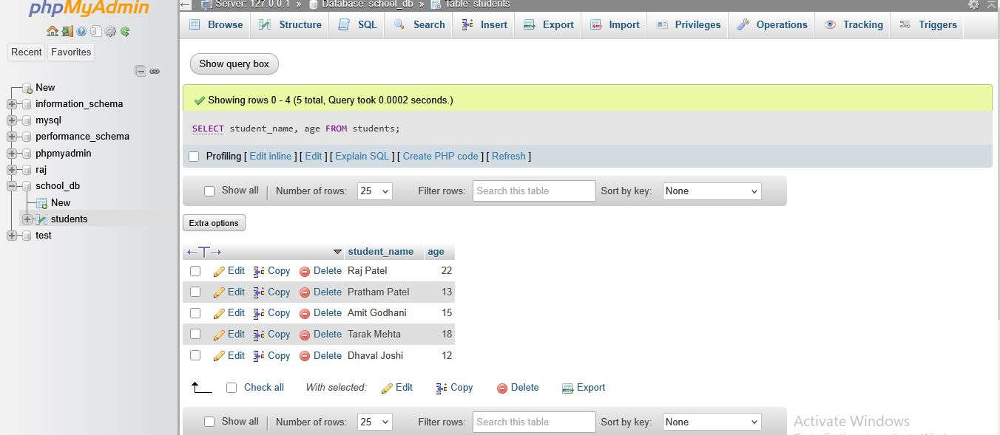 phpMyAdmin
Recent Favorites
New
information_schema
mysql
performance_schema
phpmyadmin
raj
school_db
New
students
test
Server: 127.0.0.1 » Database: school_db » Table: students
Browse Structure SQL Search Insert Export Import Privileges Operations Tracking Triggers
Show query box
Showing rows 0 - 4 (5 total, Query took 0.0002 seconds.)
SELECT student_name, age FROM students;
Profiling [ Edit inline ] [ Edit ] [ Explain SQL ] [ Create PHP code ] [ Refresh ]
Show all | Number of rows: 25 Filter rows: Search this table Sort by key: None
Extra options
student_name age
Edit Copy Delete Raj Patel 22
Edit Copy Delete Pratham Patel 13
Edit Copy Delete Amit Godhani 15
Edit Copy Delete Tarak Mehta 18
Edit Copy Delete Dhaval Joshi 12
Check all With selected: Edit Copy Delete Export
Show all | Number of rows: 25 Filter rows: Search this table Sort by key: None
Activate Windows